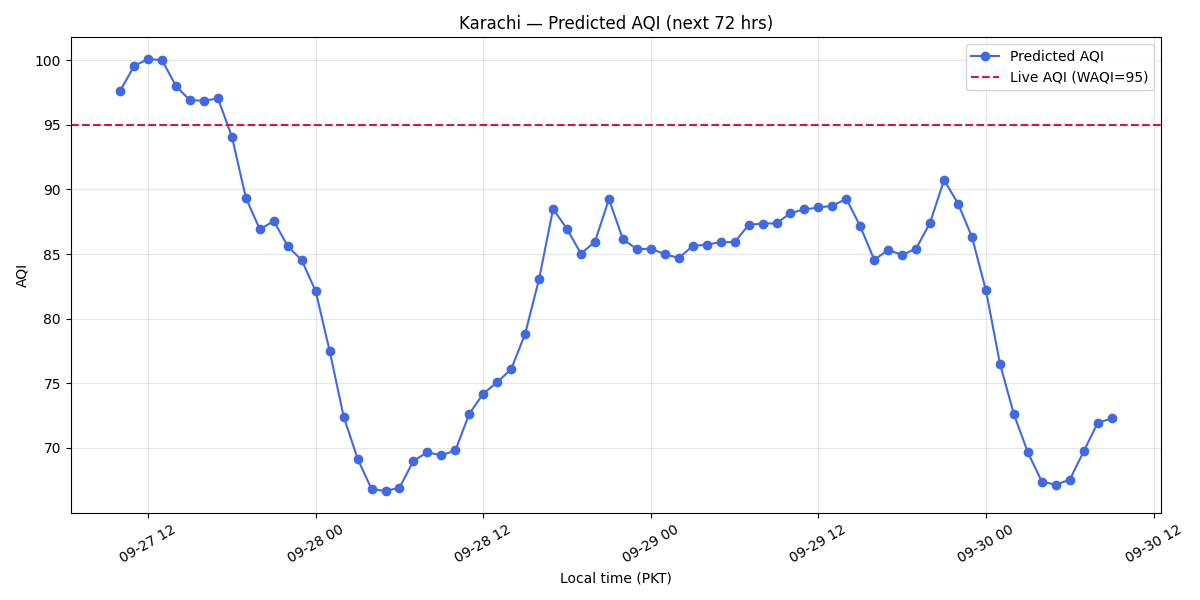 Karachi — Predicted AQI (next 72 hrs)
Predicted AQI
Live AQI (WAQI=95)
AQI
100
95
90
85
80
75
70
09-27 12
09-28 00
09-28 12
09-29 00
09-29 12
09-30 00
09-30 12
Local time (PKT)